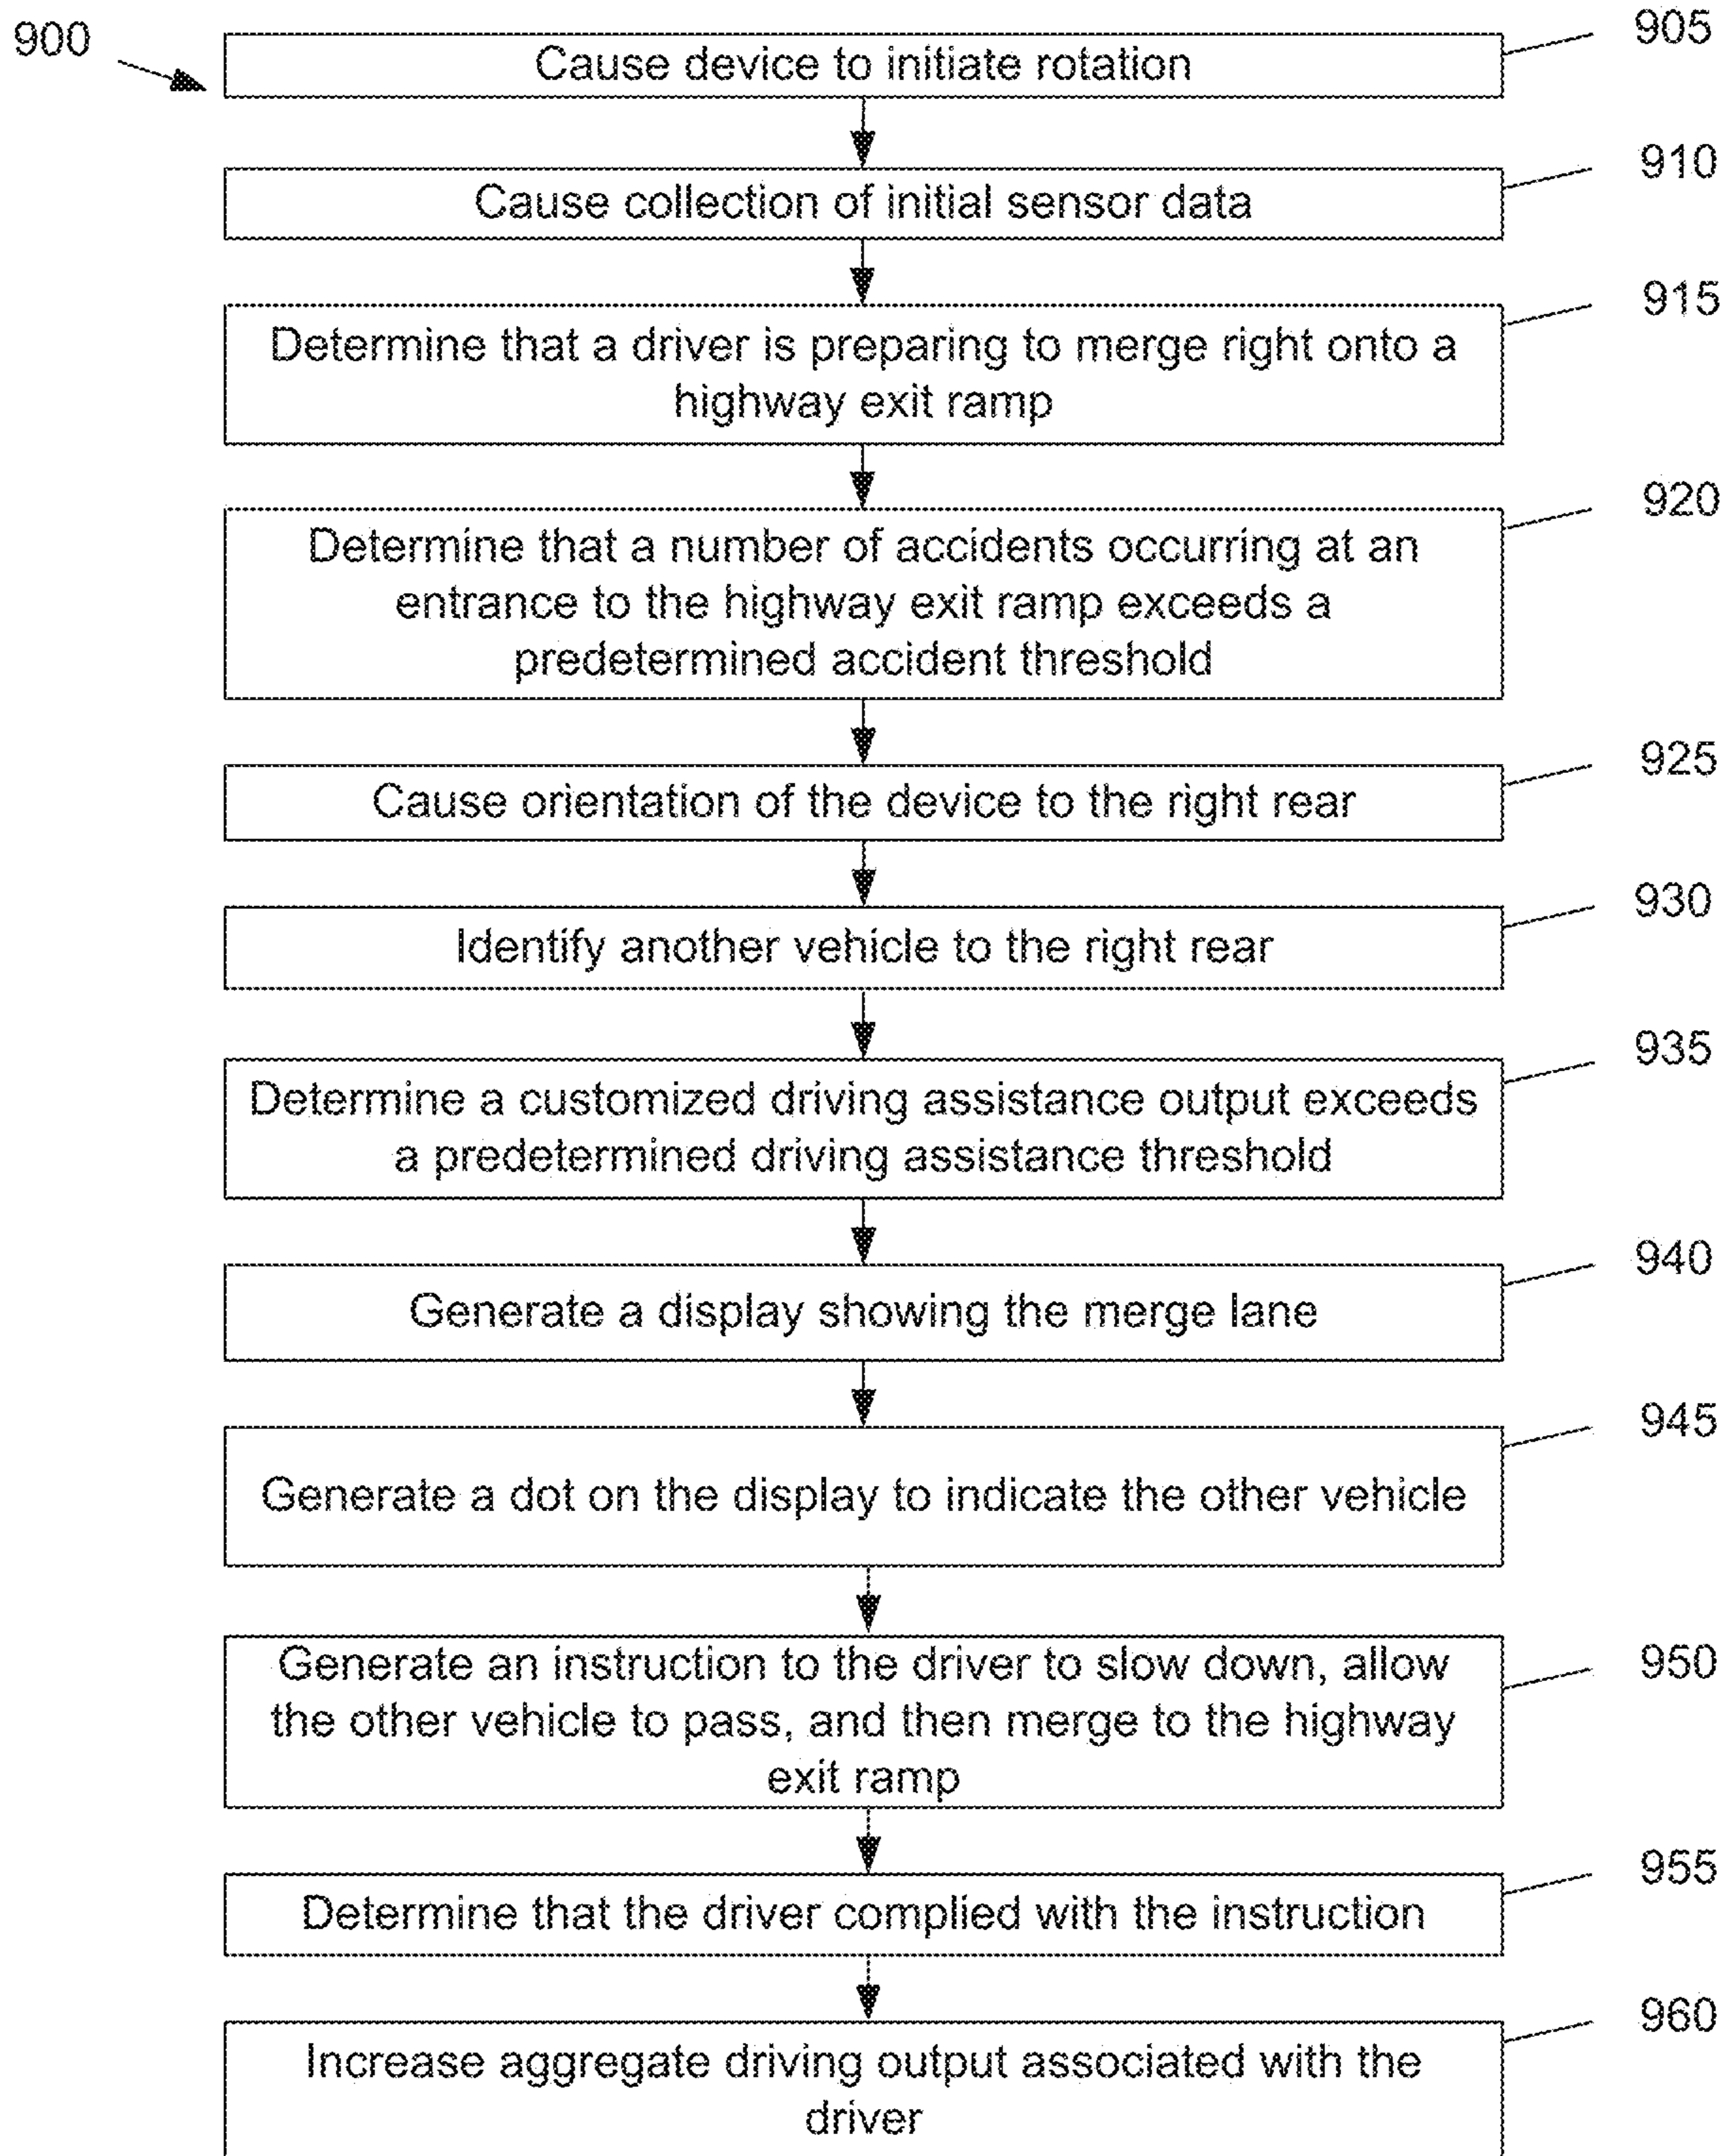 900
905
Cause device to initiate rotation
910
Cause collection of initial sensor data
915
Determine that a driver is preparing to merge right onto a
highway exit ramp
920
Determine that a number of accidents occurring at an
entrance to the highway exit ramp exceeds a
predetermined accident threshold
925
Cause orientation of the device to the right rear
930
Identify another vehicle to the right rear
935
Determine a customized driving assistance output exceeds
a predetermined driving assistance threshold
940
Generate a display showing the merge lane
945
Generate a dot on the display to indicate the other vehicle
950
Generate an instruction to the driver to slow down, allow
the other vehicle to pass, and then merge to the highway
exit ramp
955
Determine that the driver complied with the instruction
960
Increase aggregate driving output associated with the
driver